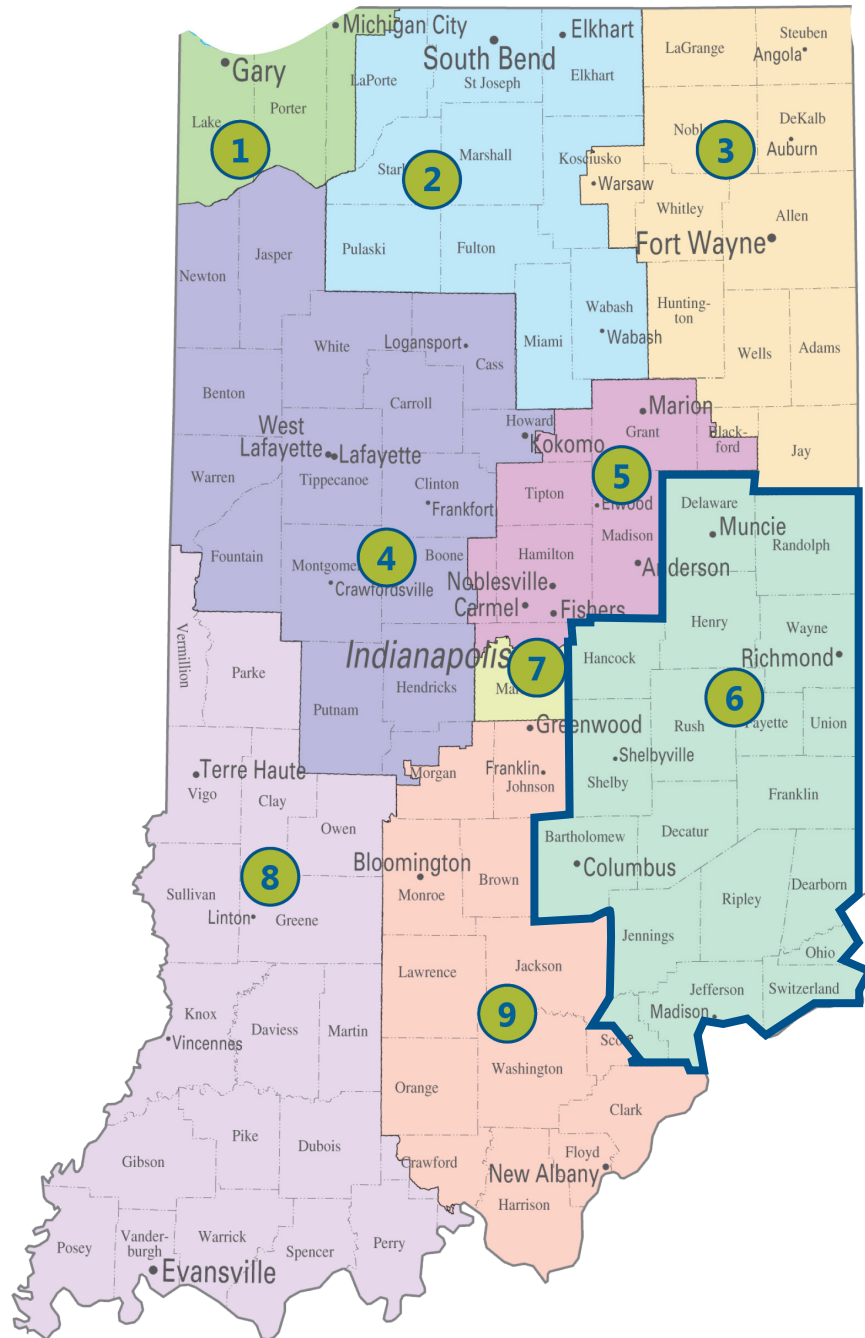 Michigan City
Gary
South Bend
Elkhart
LaPorte
St Joseph
Elkhart
LaGrange
Steuben
Angola
Lake
Porter
1
2
Marshall
Kosciusko
Warsaw
3
DeKalb
Auburn
Whitley
Allen
Fort Wayne
Pulaski
Fulton
Newton
Jasper
Miami
Wabash
Wabash
Hunting-
ton
Wells
Adams
White
Logansport
Cass
Benton
Carroll
Howard
Kokomo
Marion
Grant
Black-
ford
Jay
West
Lafayette
Lafayette
Tippecanoe
Warren
Clinton
Frankfort
Tipton
5
Elwood
Madison
Delaware
Muncie
Randolph
Fountain
4
Boone
Crawfordsville
Hamilton
Noblesville
Carmel
Fishers
Anderson
Henry
Wayne
Richmond
Vermillion
Parke
Putnam
Hendricks
Indianapolis
7
Hancock
6
Rush
Union
Shelbyville
Shelby
Franklin
Greenwood
Franklin
Johnson
Morgan
Terre Haute
Vigo
Clay
Owen
Bloomington
Monroe
Brown
Bartholomew
Columbus
Decatur
Ripley
Dearborn
Ohio
Jennings
Jefferson
Switzerland
Madison
Sullivan
8
Linton
Greene
Lawrence
Jackson
9
Knox
Vincennes
Daviess
Martin
Orange
Washington
Clark
Floyd
New Albany
Crawford
Harrison
Gibson
Pike
Dubois
Posey
Vander-
burgh
Warrick
Spencer
Perry
Evansville